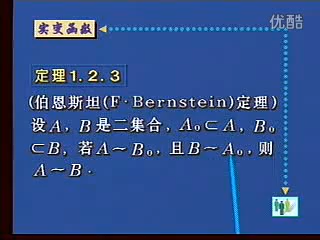 优酷
实变函数
定理1.2.3
(伯恩斯坦(F·Bernstein)定理)
设A, B是二集合, A₀⊂A, B₀
⊂B, 若A～B₀, 且B～A₀, 则
A～B.